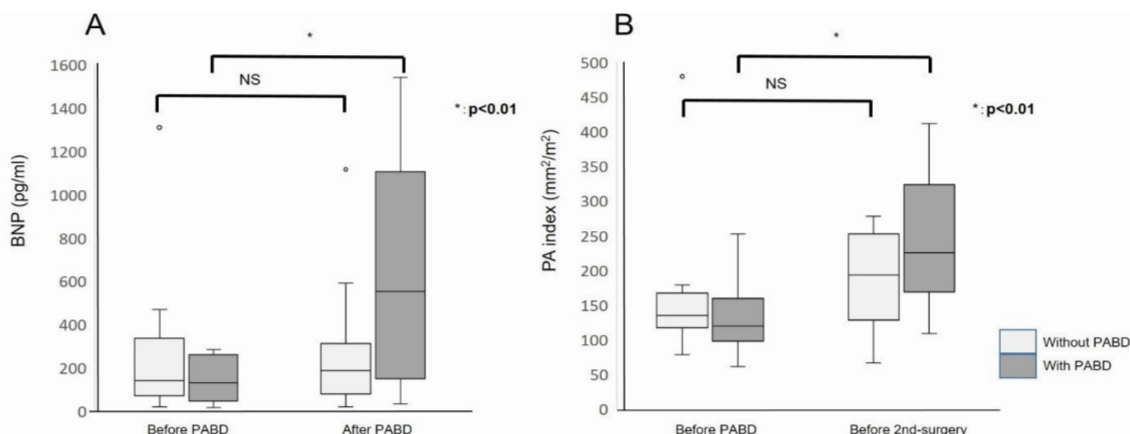 A
*
NS
*: p<0.01
BNP (pg/ml)
1600
1400
1200
1000
800
600
400
200
0
Before PABD
After PABD
B
*
NS
*: p<0.01
PA index (mm²/m²)
500
450
400
350
300
250
200
150
100
50
0
Before PABD
Before 2nd-surgery
Without PABD
With PABD